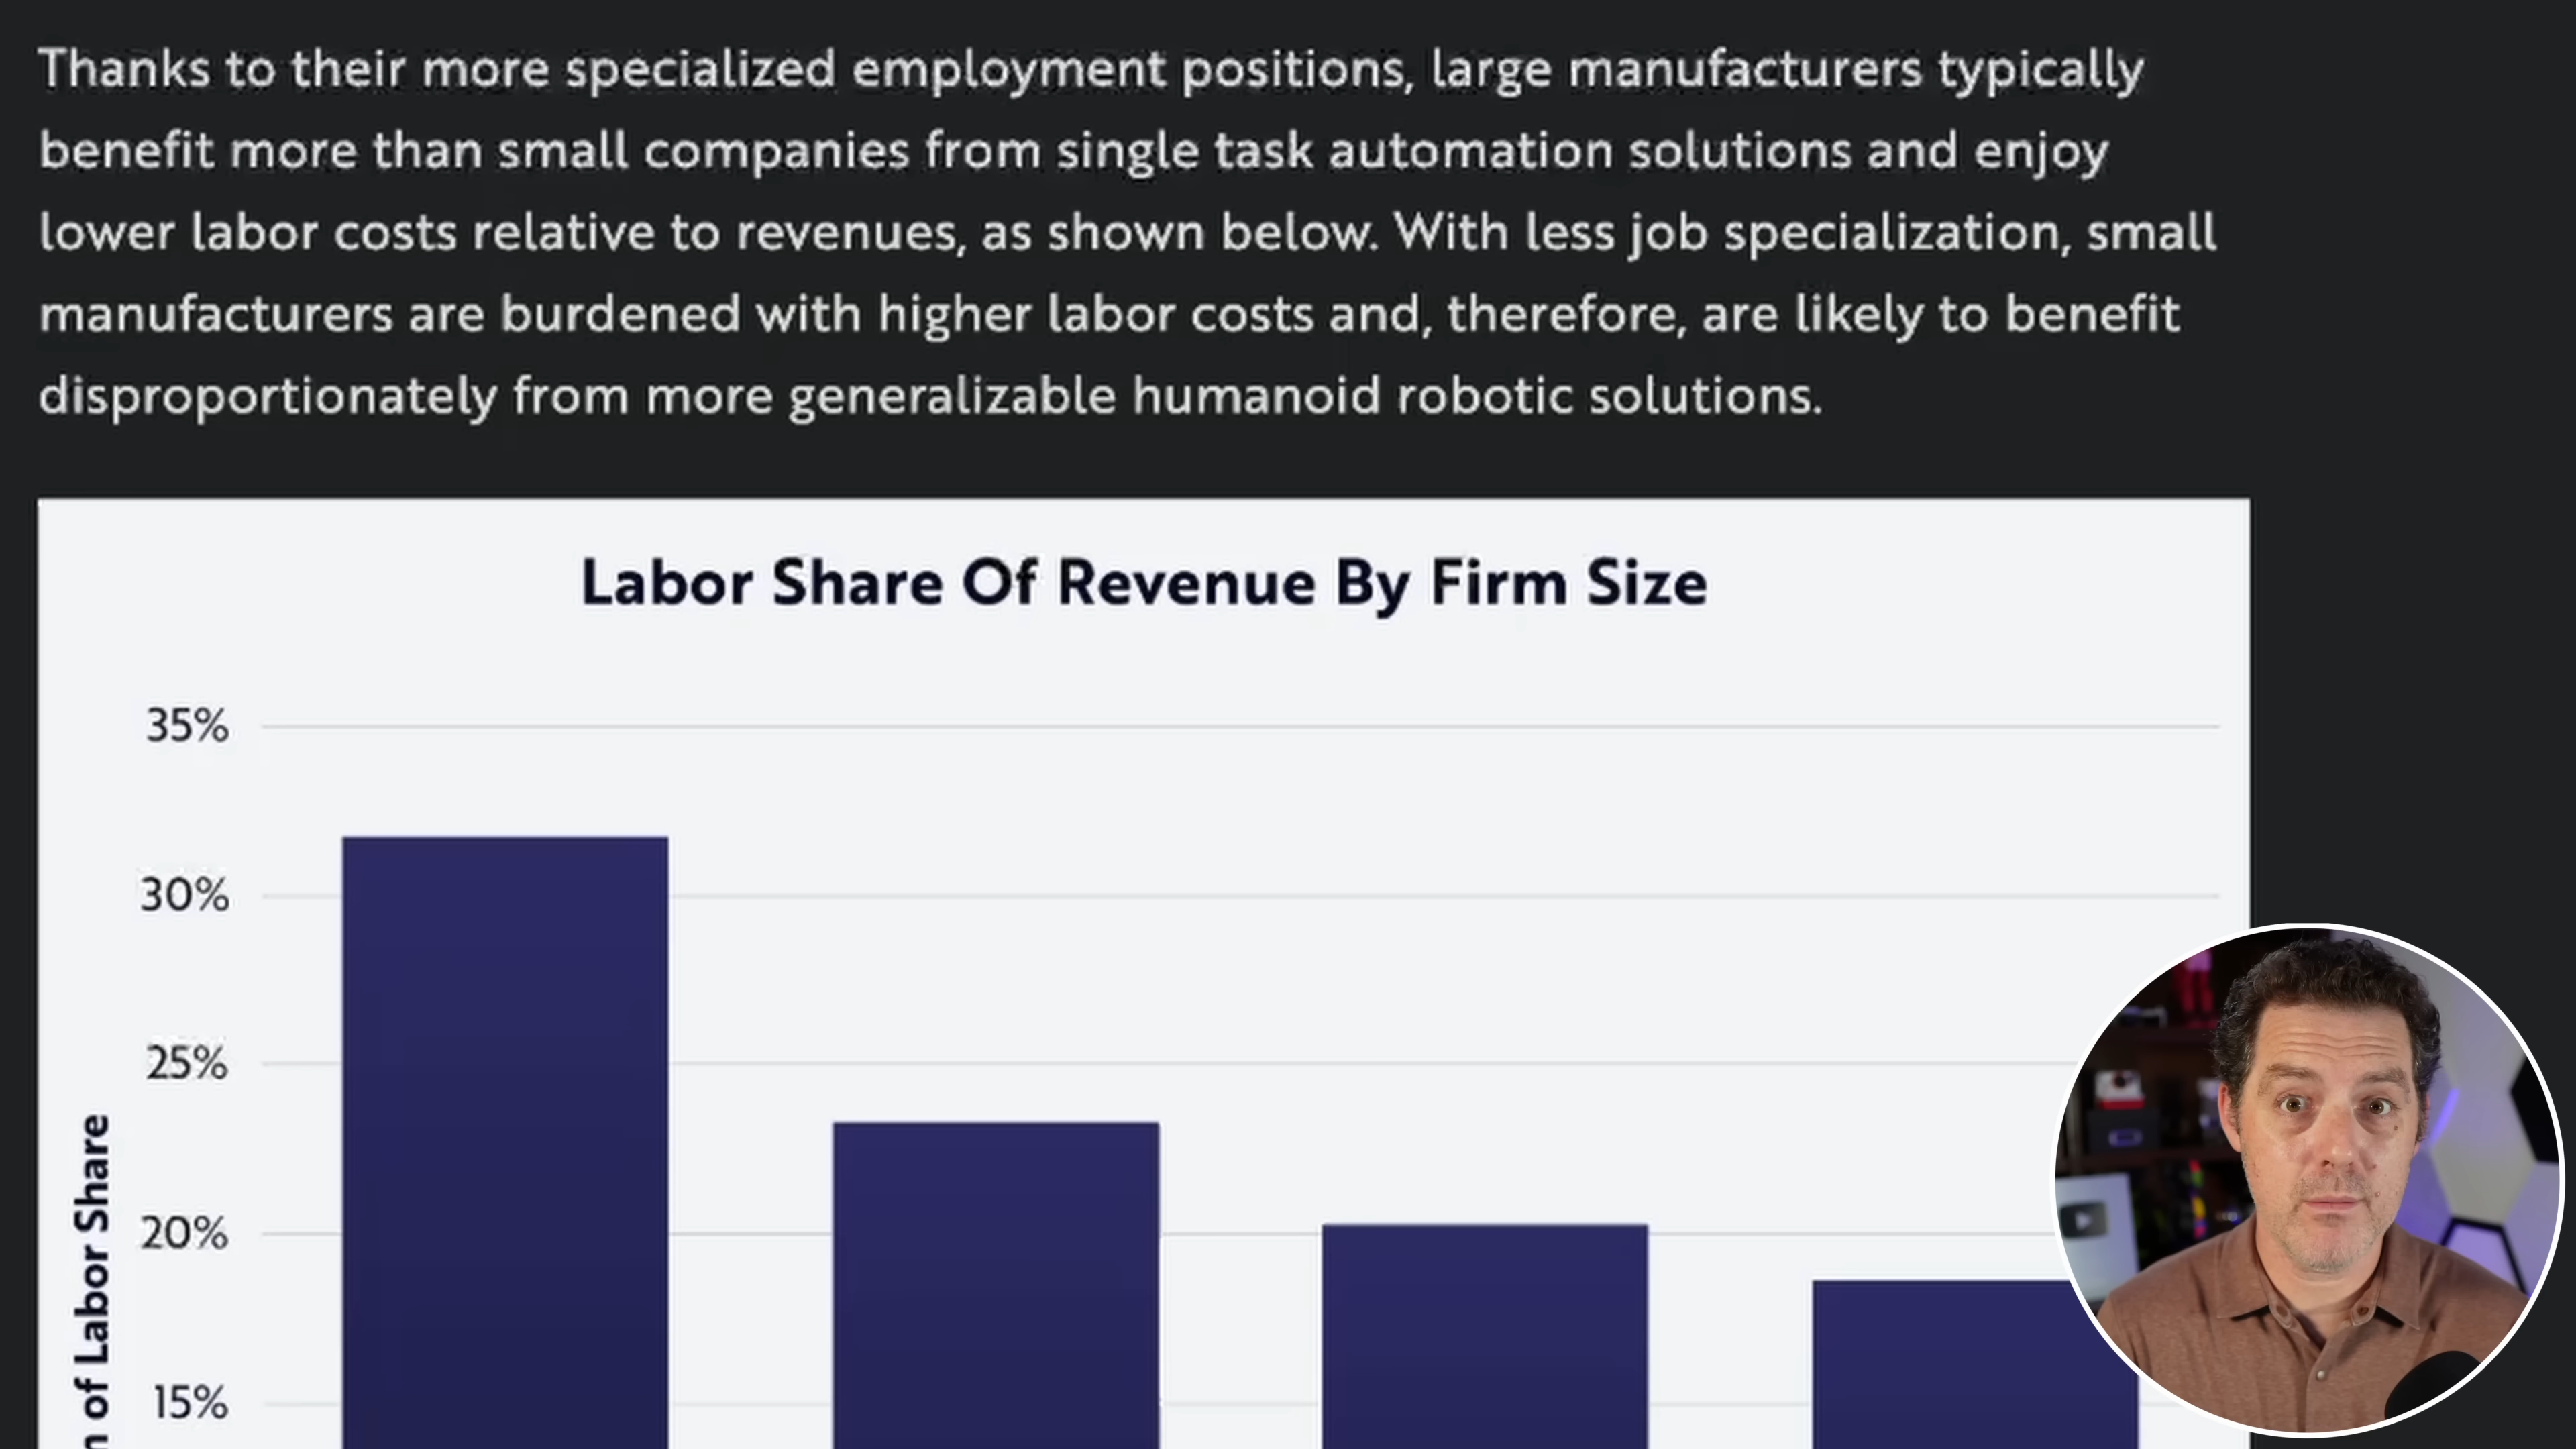 Thanks to their more specialized employment positions, large manufacturers typically
benefit more than small companies from single task automation solutions and enjoy
lower labor costs relative to revenues, as shown below. With less job specialization, small
manufacturers are burdened with higher labor costs and, therefore, are likely to benefit
disproportionately from more generalizable humanoid robotic solutions.
Labor Share Of Revenue By Firm Size
35%
30%
25%
20%
15%
of Labor Share